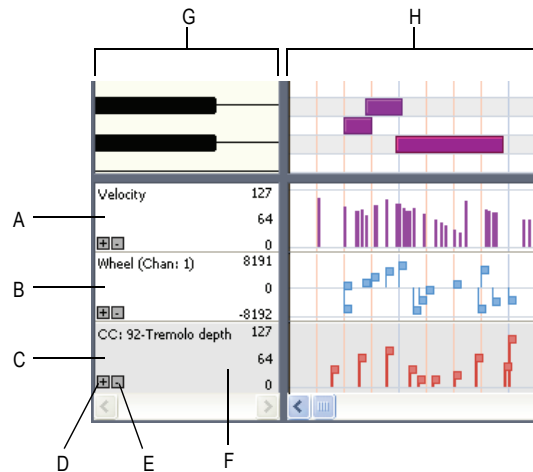 G H
A Velocity 127
64
0
B Wheel (Chan: 1) 8191
0
-8192
C CC: 92-Tremolo depth 127
64
0
D E F